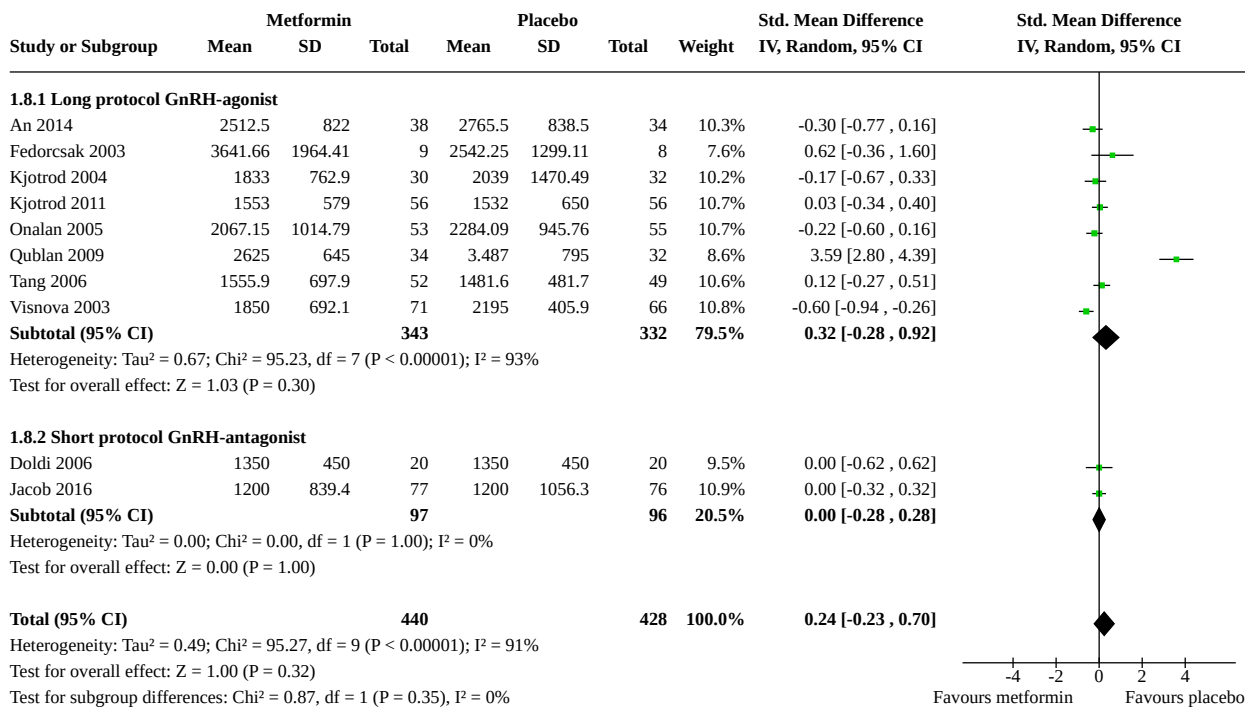 Metformin Placebo Std. Mean Difference Std. Mean Difference
Study or Subgroup Mean SD Total Mean SD Total Weight IV, Random, 95% CI IV, Random, 95% CI
1.8.1 Long protocol GnRH-agonist
An 2014 2512.5 822 38 2765.5 838.5 34 10.3% -0.30 [-0.77 , 0.16]
Fedorcsak 2003 3641.66 1964.41 9 2542.25 1299.11 8 7.6% 0.62 [-0.36 , 1.60]
Kjotrod 2004 1833 762.9 30 2039 1470.49 32 10.2% -0.17 [-0.67 , 0.33]
Kjotrod 2011 1553 579 56 1532 650 56 10.7% 0.03 [-0.34 , 0.40]
Onalan 2005 2067.15 1014.79 53 2284.09 945.76 55 10.7% -0.22 [-0.60 , 0.16]
Qublan 2009 2625 645 34 3.487 795 32 8.6% 3.59 [2.80 , 4.39]
Tang 2006 1555.9 697.9 52 1481.6 481.7 49 10.6% 0.12 [-0.27 , 0.51]
Visnova 2003 1850 692.1 71 2195 405.9 66 10.8% -0.60 [-0.94 , -0.26]
Subtotal (95% CI) 343 332 79.5% 0.32 [-0.28 , 0.92]
Heterogeneity: Tau² = 0.67; Chi² = 95.23, df = 7 (P < 0.00001); I² = 93%
Test for overall effect: Z = 1.03 (P = 0.30)
1.8.2 Short protocol GnRH-antagonist
Doldi 2006 1350 450 20 1350 450 20 9.5% 0.00 [-0.62 , 0.62]
Jacob 2016 1200 839.4 77 1200 1056.3 76 10.9% 0.00 [-0.32 , 0.32]
Subtotal (95% CI) 97 96 20.5% 0.00 [-0.28 , 0.28]
Heterogeneity: Tau² = 0.00; Chi² = 0.00, df = 1 (P = 1.00); I² = 0%
Test for overall effect: Z = 0.00 (P = 1.00)
Total (95% CI) 440 428 100.0% 0.24 [-0.23 , 0.70]
Heterogeneity: Tau² = 0.49; Chi² = 95.27, df = 9 (P < 0.00001); I² = 91%
Test for overall effect: Z = 1.00 (P = 0.32)
Test for subgroup differences: Chi² = 0.87, df = 1 (P = 0.35), I² = 0%
-4 -2 0 2 4
Favours metformin Favours placebo